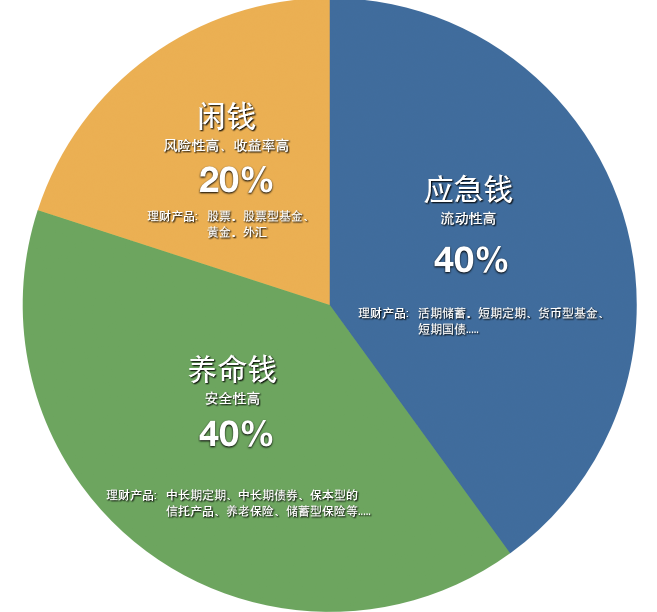 闲钱
风险性高、收益率高
20%
理财产品: 股票。股票型基金、
黄金。外汇
应急钱
流动性高
40%
理财产品: 活期储蓄。短期定期、货币型基金、
短期国债.....
养命钱
安全性高
40%
理财产品: 中长期定期、中长期债券、保本型的
信托产品、养老保险、储蓄型保险等.....